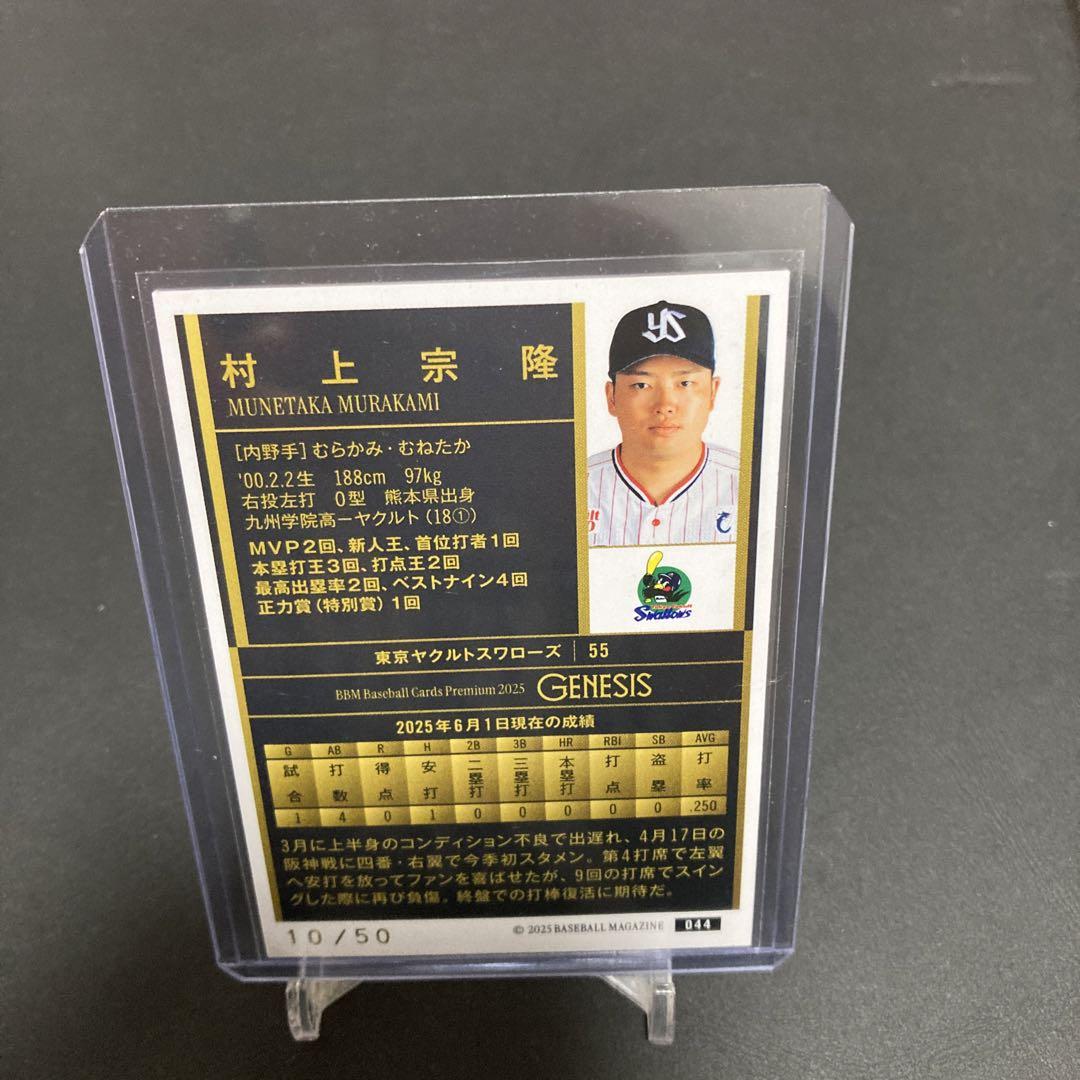 村上宗隆
MUNETAKA MURAKAMI
[内野手]むらかみ・むねたか
'00.2.2生 188cm 97kg
右投左打 O型 熊本県出身
九州学院高ーヤクルト(18①)
MVP2回、新人王、首位打者1回
本塁打王3回、打点王2回
最高出塁率2回、ベストナイン4回
正力賞(特別賞)1回
YS
Swallows
東京ヤクルトスワローズ | 55
BBM Baseball Cards Premium 2025 GENESIS
2025年6月1日現在の成績
G AB R H 2B 3B HR RBI SB AVG
試合 打数 得点 安打 二塁打 三塁打 本塁打 打点 盗塁 打率
1 4 0 1 0 0 0 0 0 .250
3月に上半身のコンディション不良で出遅れ、4月17日の
阪神戦に四番・右翼で今季初スタメン。第4打席で左翼
へ安打を放ってファンを喜ばせたが、9回の打席でスイン
グした際に再び負傷。終盤での打棒復活に期待だ。
10/50
© 2025 BASEBALL MAGAZINE 044